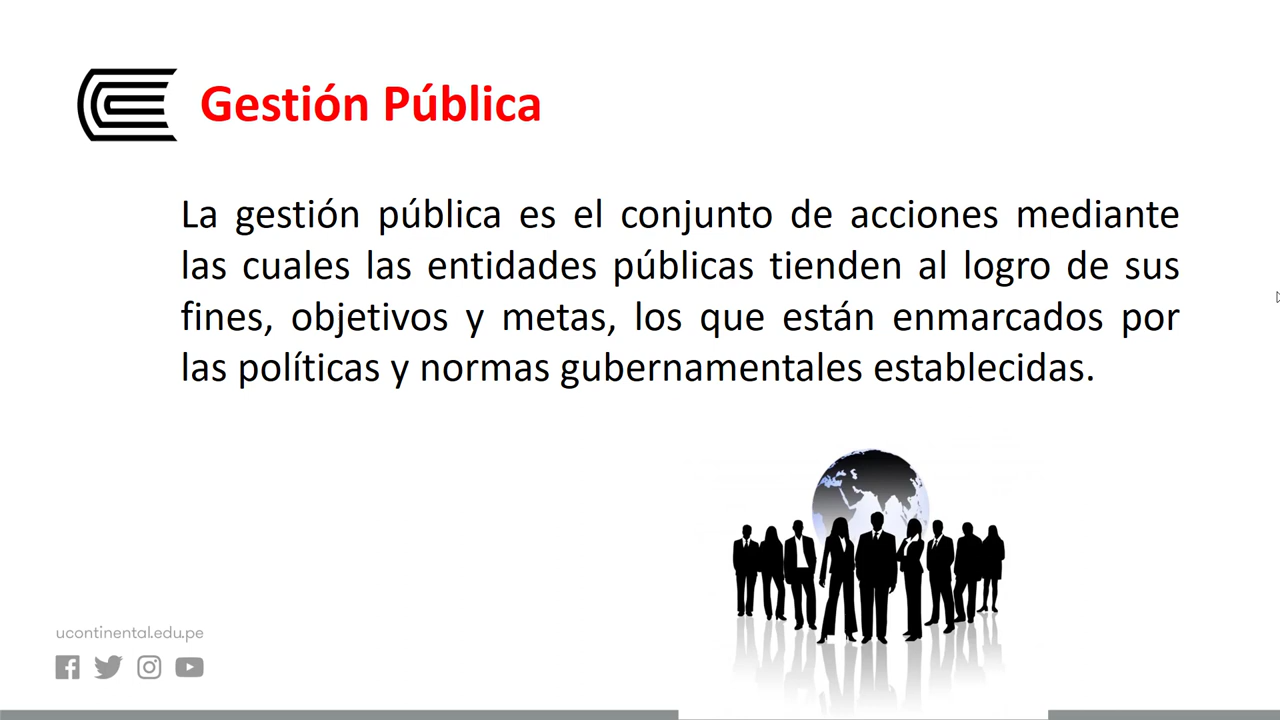 Gestión Pública
La gestión pública es el conjunto de acciones mediante
las cuales las entidades públicas tienden al logro de sus
fines, objetivos y metas, los que están enmarcados por
las políticas y normas gubernamentales establecidas.
ucontinental.edu.pe